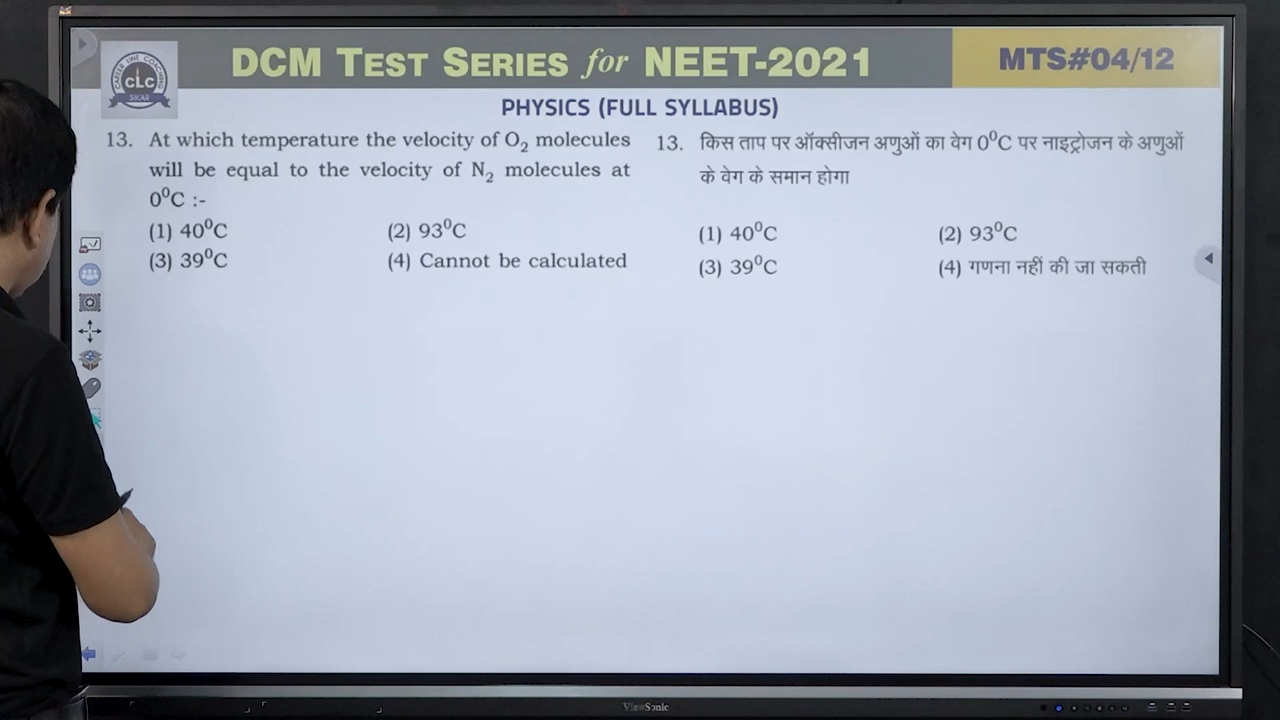 DCM TEST SERIES for NEET-2021
MTS#04/12
CAREER LINE COACHING
CLC
SIKAR
PHYSICS (FULL SYLLABUS)
13. At which temperature the velocity of O₂ molecules
will be equal to the velocity of N₂ molecules at
0⁰C :-
(1) 40⁰C (2) 93⁰C
(3) 39⁰C (4) Cannot be calculated
13. किस ताप पर ऑक्सीजन अणुओं का वेग 0⁰C पर नाइट्रोजन के अणुओं
के वेग के समान होगा
(1) 40⁰C (2) 93⁰C
(3) 39⁰C (4) गणना नहीं की जा सकती
ViewSonic